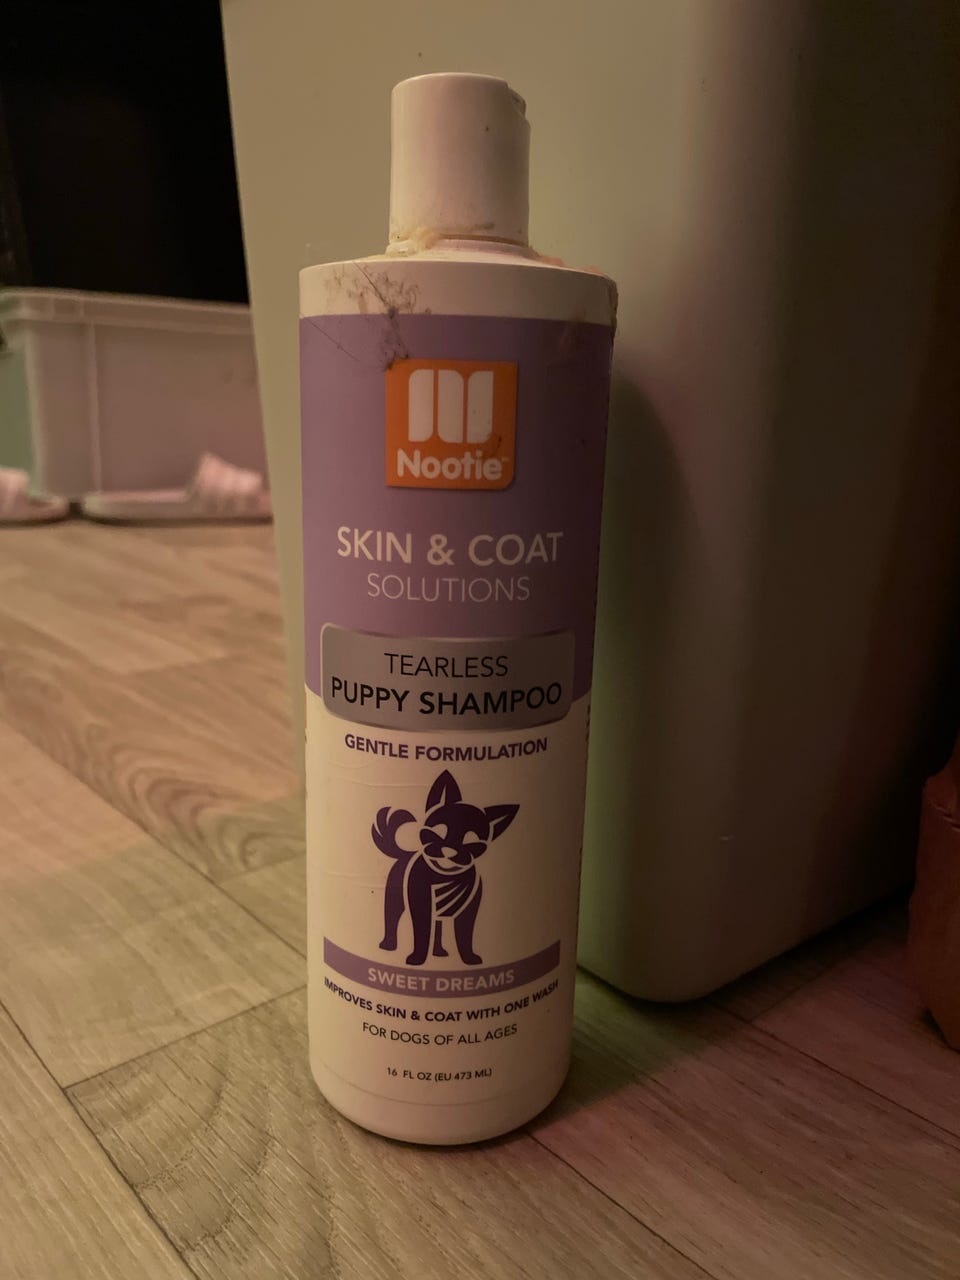 Nootie™
SKIN & COAT
SOLUTIONS
TEARLESS
PUPPY SHAMPOO
GENTLE FORMULATION
SWEET DREAMS
IMPROVES SKIN & COAT WITH ONE WASH
FOR DOGS OF ALL AGES
16 FL OZ (EU 473 ML)